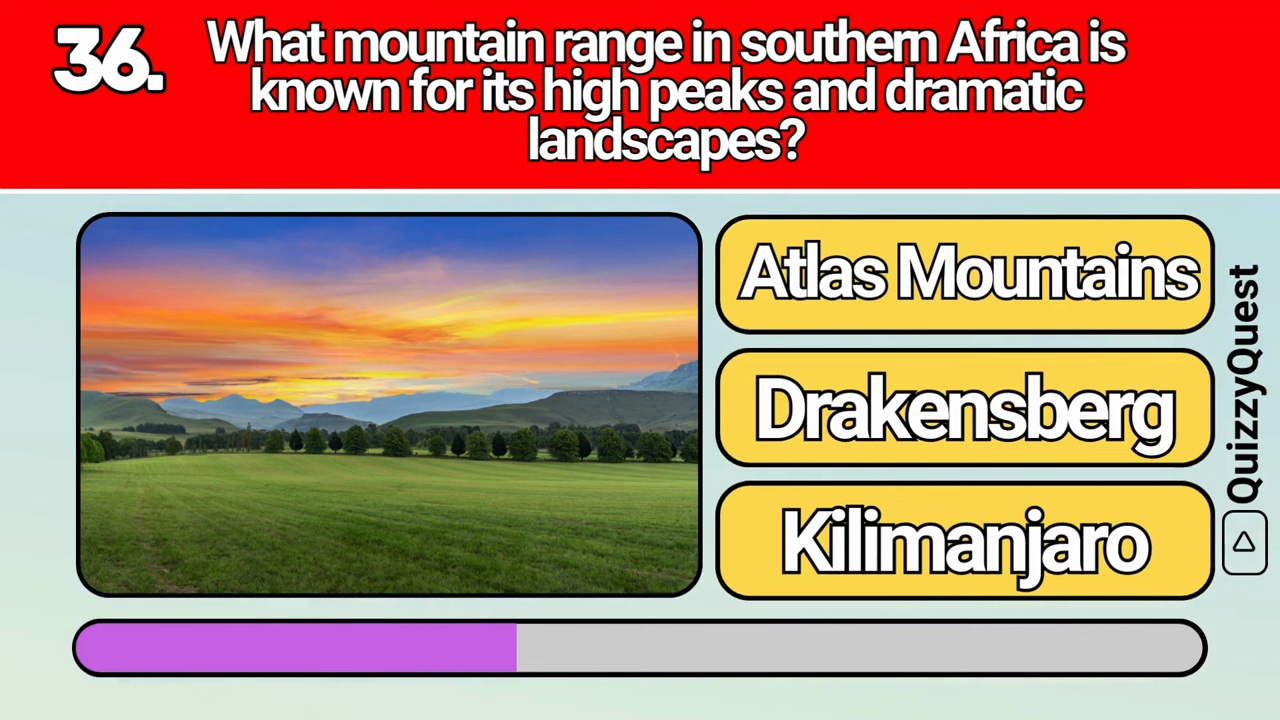 36.
What mountain range in southern Africa is
known for its high peaks and dramatic
landscapes?
Atlas Mountains
Drakensberg
Kilimanjaro
QuizzyQuest